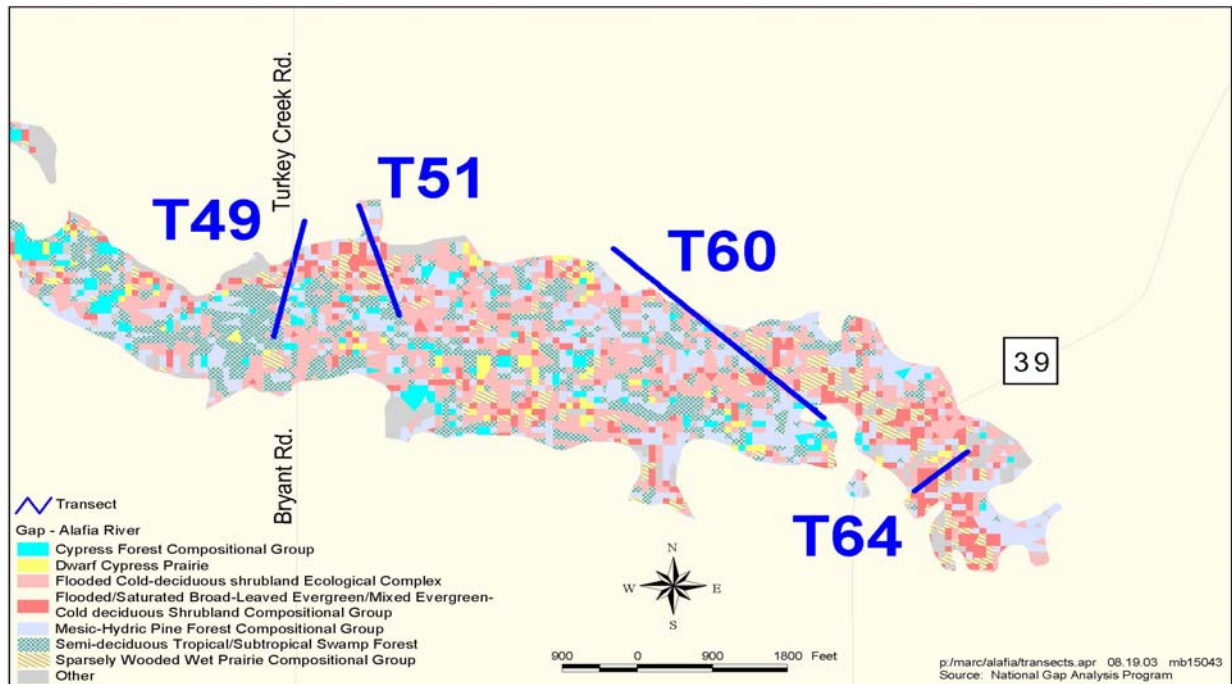 Turkey Creek Rd.
T51
T49
T60
39
Bryant Rd.
T64
Transect
Gap - Alafia River
Cypress Forest Compositional Group
Dwarf Cypress Prairie
Flooded Cold-deciduous shrubland Ecological Complex
Flooded/Saturated Broad-Leaved Evergreen/Mixed Evergreen-
Cold deciduous Shrubland Compositional Group
Mesic-Hydric Pine Forest Compositional Group
Semi-deciduous Tropical/Subtropical Swamp Forest
Sparsely Wooded Wet Prairie Compositional Group
Other
N
W E
S
900 0 900 1800 Feet
p:/marc/alafia/transects.apr 08.19.03 mb15043
Source: National Gap Analysis Program